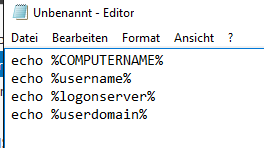 Unbenannt - Editor
Datei Bearbeiten Format Ansicht ?
echo %COMPUTERNAME%
echo %username%
echo %logonserver%
echo %userdomain%